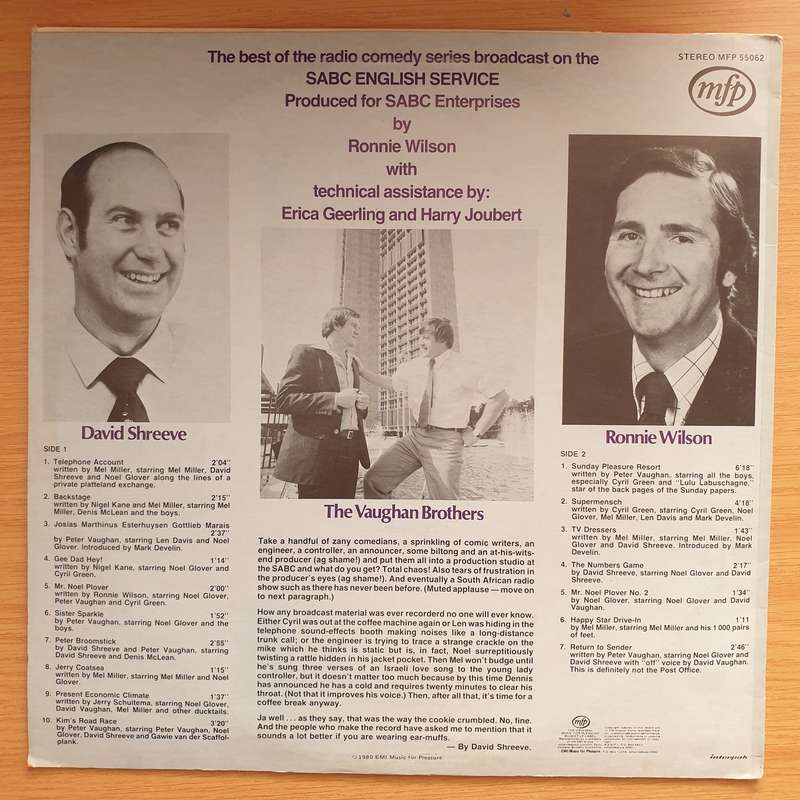 The best of the radio comedy series broadcast on the
SABC ENGLISH SERVICE
Produced for SABC Enterprises
by
Ronnie Wilson
with
technical assistance by:
Erica Geerling and Harry Joubert
STEREO MFP 55062
mfp
David Shreeve
SIDE 1
1. Telephone Account 2'04"
written by Mel Miller, starring Mel Miller, David
Shreeve and Noel Glover along the lines of a
private platteland exchange.
2. Backstage 2'15"
written by Nigel Kane and Mel Miller, starring Mel
Miller, Denis McLean and the boys.
3. Josias Marthinus Esterhuysen Gottlieb Marais
2'37"
by Peter Vaughan, starring Len Davis and Noel
Glover. Introduced by Mark Develin.
4. Gee Dad Hey! 1'14"
written by Nigel Kane, starring Noel Glover and
Cyril Green.
5. Mr. Noel Plover 2'00"
written by Ronnie Wilson, starring Noel Glover,
Peter Vaughan and Cyril Green.
6. Sister Sparkle 1'52"
by Peter Vaughan, starring Noel Glover and the
boys.
7. Peter Broomstick 2'55"
by David Shreeve and Peter Vaughan, starring
David Shreeve and Denis McLean.
8. Jerry Coatsea 1'15"
written by Mel Miller, starring Mel Miller and Noel
Glover.
9. Present Economic Climate 1'37"
written by Jerry Schuitema, starring Noel Glover,
David Vaughan, Mel Miller and other ducktails.
10. Kim's Road Race 3'20"
by Peter Vaughan, starring Peter Vaughan, Noel
Glover, David Shreeve and Gawie van der Scaffol-
plank.
The Vaughan Brothers
Take a handful of zany comedians, a sprinkling of comic writers, an
engineer, a controller, an announcer, some biltong and an at-his-wits-
end producer (ag shame!) and put them all into a production studio at
the SABC and what do you get? Total chaos! Also tears of frustration in
the producer's eyes (ag shame!). And eventually a South African radio
show such as there has never been before. (Muted applause — move on
to next paragraph.)
How any broadcast material was ever recorderd no one will ever know.
Either Cyril was out at the coffee machine again or Len was hiding in the
telephone sound-effects booth making noises like a long-distance
trunk call; or the engineer is trying to trace a strange crackle on the
mike which he thinks is static but is, in fact, Noel surreptitiously
twisting a rattle hidden in his jacket pocket. Then Mel won't budge until
he's sung three verses of an Israeli love song to the young lady
controller, but it doesn't matter too much because by this time Dennis
has announced he has a cold and requires twenty minutes to clear his
throat. (Not that it improves his voice.) Then, after all that, it's time for a
coffee break anyway.
Ja well . . . as they say, that was the way the cookie crumbled. No, fine.
And the people who make the record have asked me to mention that it
sounds a lot better if you are wearing ear-muffs.
— By David Shreeve.
©1980 EMI Music for Pleasure.
Ronnie Wilson
SIDE 2
1. Sunday Pleasure Resort 6'18"
written by Peter Vaughan, starring all the boys,
especially Cyril Green and "Lulu Labuschagne,"
star of the back pages of the Sunday papers.
2. Supermensch 4'18"
written by Cyril Green, starring Cyril Green, Noel
Glover, Mel Miller, Len Davis and Mark Develin.
3. TV Dressers 1'43"
written by Mel Miller, starring Mel Miller, Noel
Glover and David Shreeve. Introduced by Mark
Develin.
4. The Numbers Game 2'17"
by David Shreeve, starring Noel Glover and David
Shreeve.
5. Mr. Noel Plover No. 2 1'34"
by Noel Glover, starring Noel Glover and David
Vaughan.
6. Happy Star Drive-In 1'11
by Mel Miller, starring Mel Miller and his 1 000 pairs
of feet.
7. Return to Sender 2'46"
written by Peter Vaughan, starring Noel Glover and
David Shreeve with "off" voice by David Vaughan.
This is definitely not the Post Office.
mfp
EMI Music for Pleasure
interpak